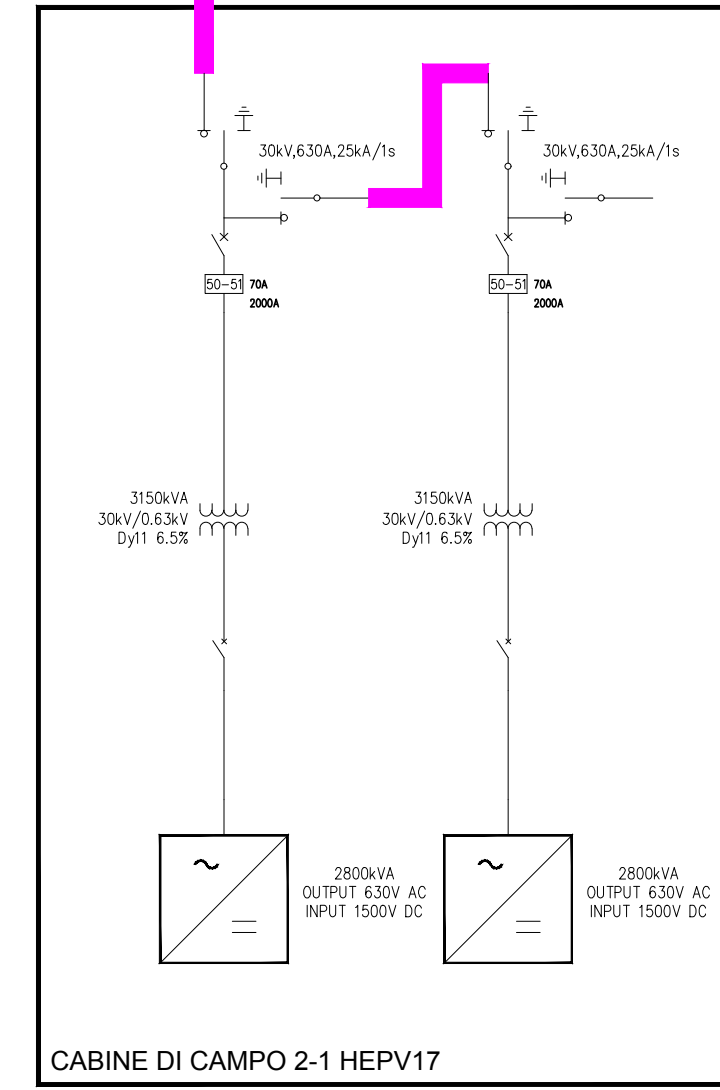 30kV,630A,25kA/1s
30kV,630A,25kA/1s
50-51 70A
2000A
50-51 70A
2000A
3150kVA
30kV/0.63kV
Dy11 6.5%
3150kVA
30kV/0.63kV
Dy11 6.5%
2800kVA
OUTPUT 630V AC
INPUT 1500V DC
2800kVA
OUTPUT 630V AC
INPUT 1500V DC
CABINE DI CAMPO 2-1 HEPV17